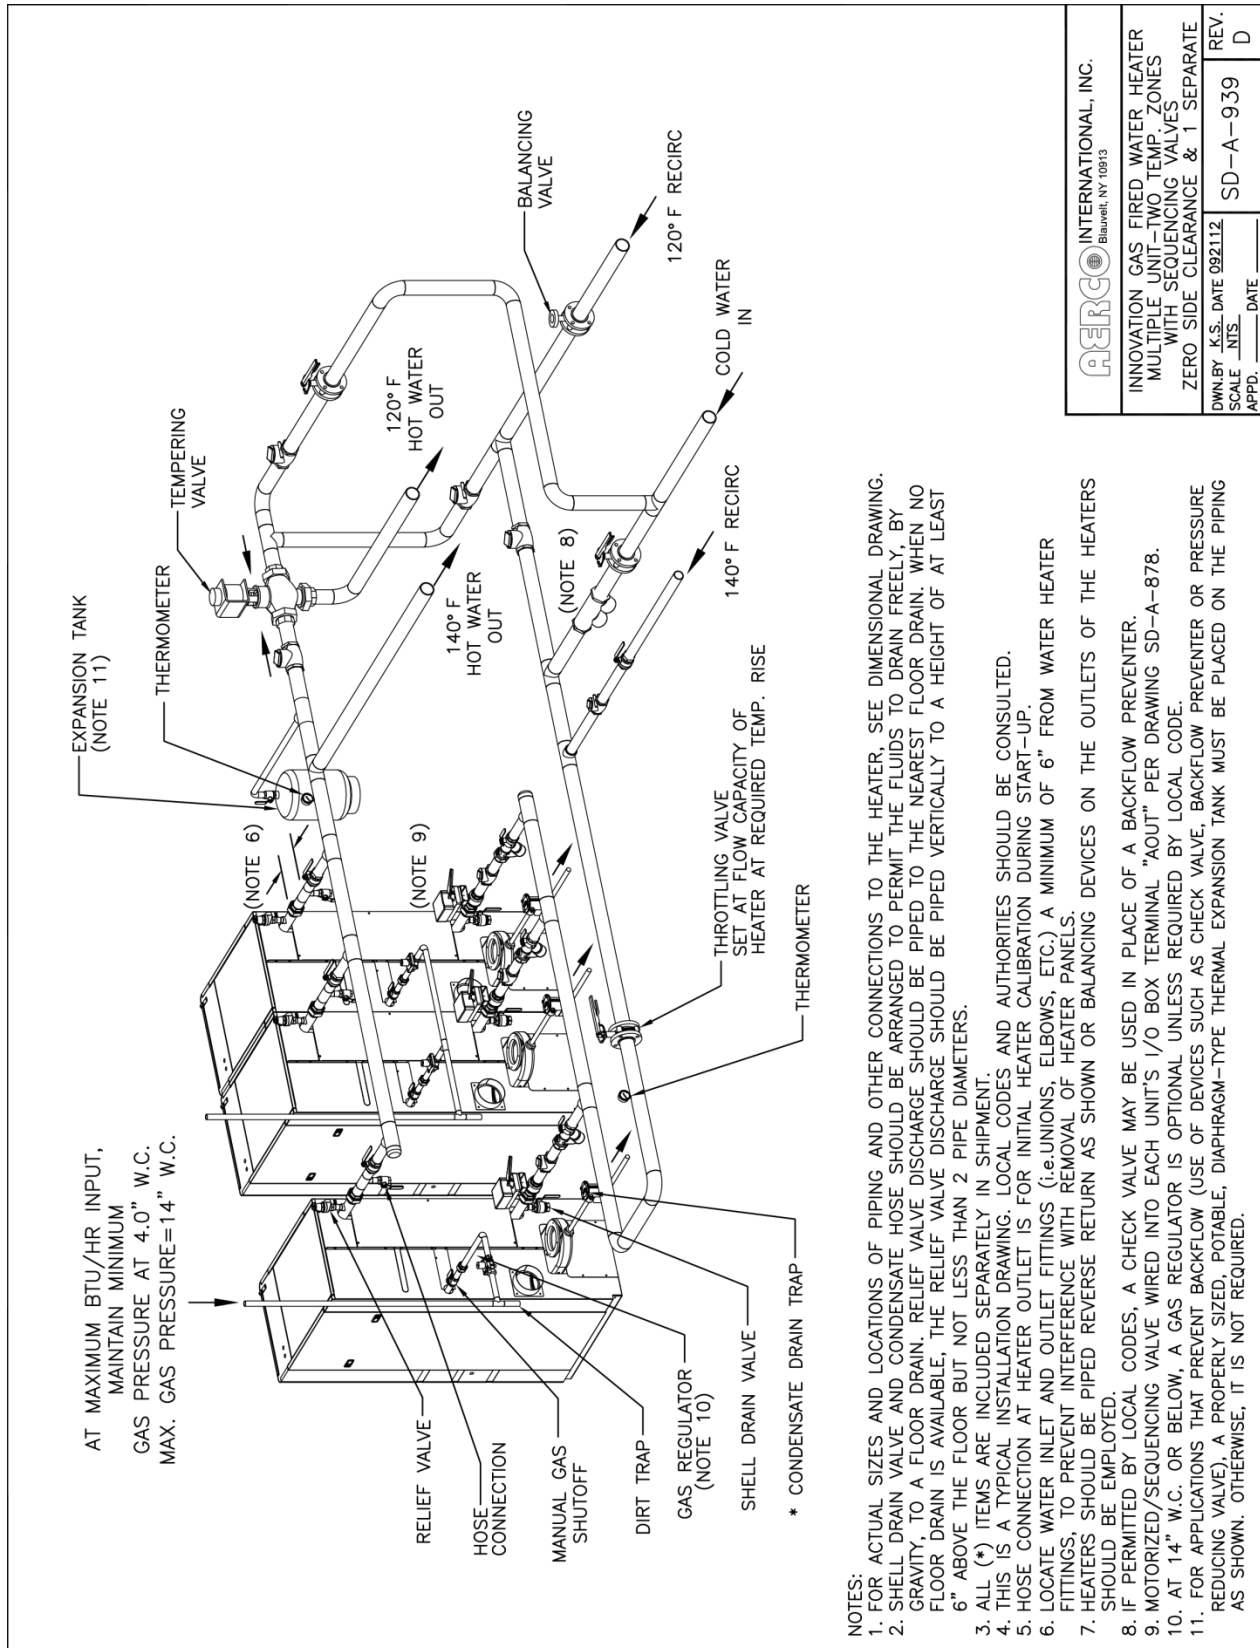 AT MAXIMUM BTU/HR INPUT,
MAINTAIN MINIMUM
GAS PRESSURE AT 4.0" W.C.
MAX. GAS PRESSURE=14" W.C.
EXPANSION TANK
(NOTE 11)
THERMOMETER
TEMPERING
VALVE
(NOTE 6)
(NOTE 9)
140° F
HOT WATER
OUT
120° F
HOT WATER
OUT
BALANCING
VALVE
120° F RECIRC
COLD WATER
IN
(NOTE 8)
140° F RECIRC
THROTTLING VALVE
SET AT FLOW CAPACITY OF
HEATER AT REQUIRED TEMP. RISE
THERMOMETER
RELIEF VALVE
HOSE
CONNECTION
MANUAL GAS
SHUTOFF
DIRT TRAP
GAS REGULATOR
(NOTE 10)
SHELL DRAIN VALVE
* CONDENSATE DRAIN TRAP
NOTES:
1. FOR ACTUAL SIZES AND LOCATIONS OF PIPING AND OTHER CONNECTIONS TO THE HEATER, SEE DIMENSIONAL DRAWING.
2. SHELL DRAIN VALVE AND CONDENSATE HOSE SHOULD BE ARRANGED TO PERMIT THE FLUIDS TO DRAIN FREELY, BY
GRAVITY, TO A FLOOR DRAIN. RELIEF VALVE DISCHARGE SHOULD BE PIPED TO THE NEAREST FLOOR DRAIN. WHEN NO
FLOOR DRAIN IS AVAILABLE, THE RELIEF VALVE DISCHARGE SHOULD BE PIPED VERTICALLY TO A HEIGHT OF AT LEAST
6" ABOVE THE FLOOR BUT NOT LESS THAN 2 PIPE DIAMETERS.
3. ALL (*) ITEMS ARE INCLUDED SEPARATELY IN SHIPMENT.
4. THIS IS A TYPICAL INSTALLATION DRAWING. LOCAL CODES AND AUTHORITIES SHOULD BE CONSULTED.
5. HOSE CONNECTION AT HEATER OUTLET IS FOR INITIAL HEATER CALIBRATION DURING START-UP.
6. LOCATE WATER INLET AND OUTLET FITTINGS (i.e.UNIONS, ELBOWS, ETC.) A MINIMUM OF 6" FROM WATER HEATER
FITTINGS, TO PREVENT INTERFERENCE WITH REMOVAL OF HEATER PANELS.
7. HEATERS SHOULD BE PIPED REVERSE RETURN AS SHOWN OR BALANCING DEVICES ON THE OUTLETS OF THE HEATERS
SHOULD BE EMPLOYED.
8. IF PERMITTED BY LOCAL CODES, A CHECK VALVE MAY BE USED IN PLACE OF A BACKFLOW PREVENTER.
9. MOTORIZED/SEQUENCING VALVE WIRED INTO EACH UNIT'S I/O BOX TERMINAL "AOUT" PER DRAWING SD-A-878.
10. AT 14" W.C. OR BELOW, A GAS REGULATOR IS OPTIONAL UNLESS REQUIRED BY LOCAL CODE.
11. FOR APPLICATIONS THAT PREVENT BACKFLOW (USE OF DEVICES SUCH AS CHECK VALVE, BACKFLOW PREVENTER OR PRESSURE
REDUCING VALVE), A PROPERLY SIZED, POTABLE, DIAPHRAGM-TYPE THERMAL EXPANSION TANK MUST BE PLACED ON THE PIPING
AS SHOWN. OTHERWISE, IT IS NOT REQUIRED.
AERCO INTERNATIONAL, INC.
Blauvelt, NY 10913
INNOVATION GAS FIRED WATER HEATER
MULTIPLE UNIT-TWO TEMP. ZONES
WITH SEQUENCING VALVES
ZERO SIDE CLEARANCE & 1 SEPARATE
DWN.BY K.S. DATE 092112
SCALE NTS
APPD. DATE
SD-A-939
REV.
D